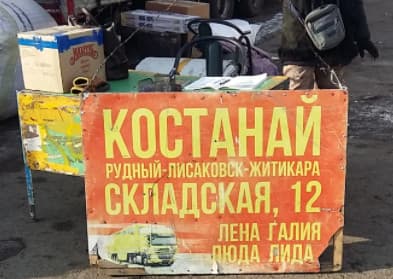 КОСТАНАЙ
РУДНЫЙ-ЛИСАКОВСК-ЖИТИКАРА
СКЛАДСКАЯ, 12
ЛЕНА ГАЛИЯ
ЛЮДА ЛИДА